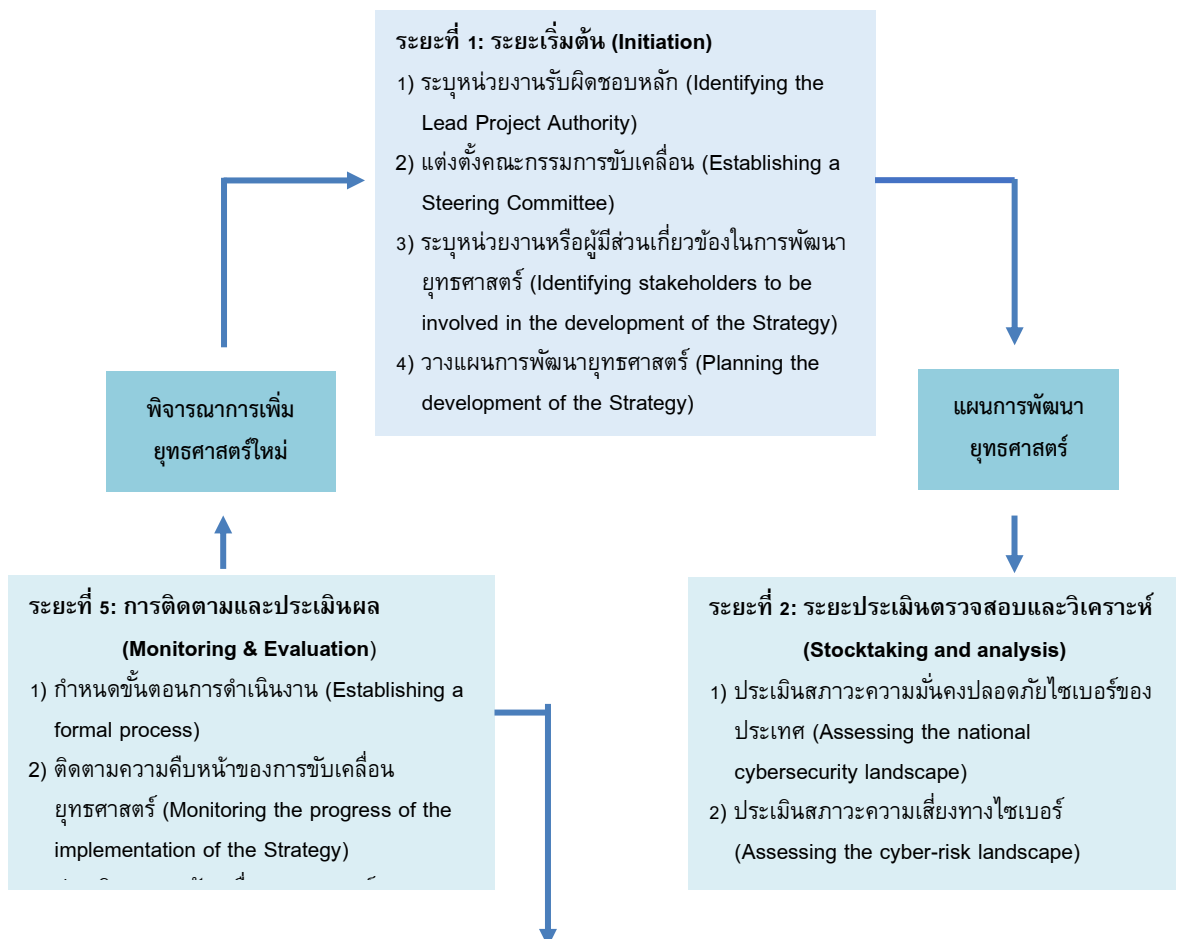 ระยะที่ 1: ระยะเริ่มต้น (Initiation)
1) ระบุหน่วยงานรับผิดชอบหลัก (Identifying the
Lead Project Authority)
2) แต่งตั้งคณะกรรมการขับเคลื่อน (Establishing a
Steering Committee)
3) ระบุหน่วยงานหรือผู้มีส่วนเกี่ยวข้องในการพัฒนา
ยุทธศาสตร์ (Identifying stakeholders to be
involved in the development of the Strategy)
4) วางแผนการพัฒนายุทธศาสตร์ (Planning the
development of the Strategy)
พิจารณาการเพิ่ม
ยุทธศาสตร์ใหม่
แผนการพัฒนา
ยุทธศาสตร์
ระยะที่ 5: การติดตามและประเมินผล
(Monitoring & Evaluation)
1) กำหนดขั้นตอนการดำเนินงาน (Establishing a
formal process)
2) ติดตามความคืบหน้าของการขับเคลื่อน
ยุทธศาสตร์ (Monitoring the progress of the
implementation of the Strategy)
ระยะที่ 2: ระยะประเมินตรวจสอบและวิเคราะห์
(Stocktaking and analysis)
1) ประเมินสภาวะความมั่นคงปลอดภัยไซเบอร์ของ
ประเทศ (Assessing the national
cybersecurity landscape)
2) ประเมินสภาวะความเสี่ยงทางไซเบอร์
(Assessing the cyber-risk landscape)